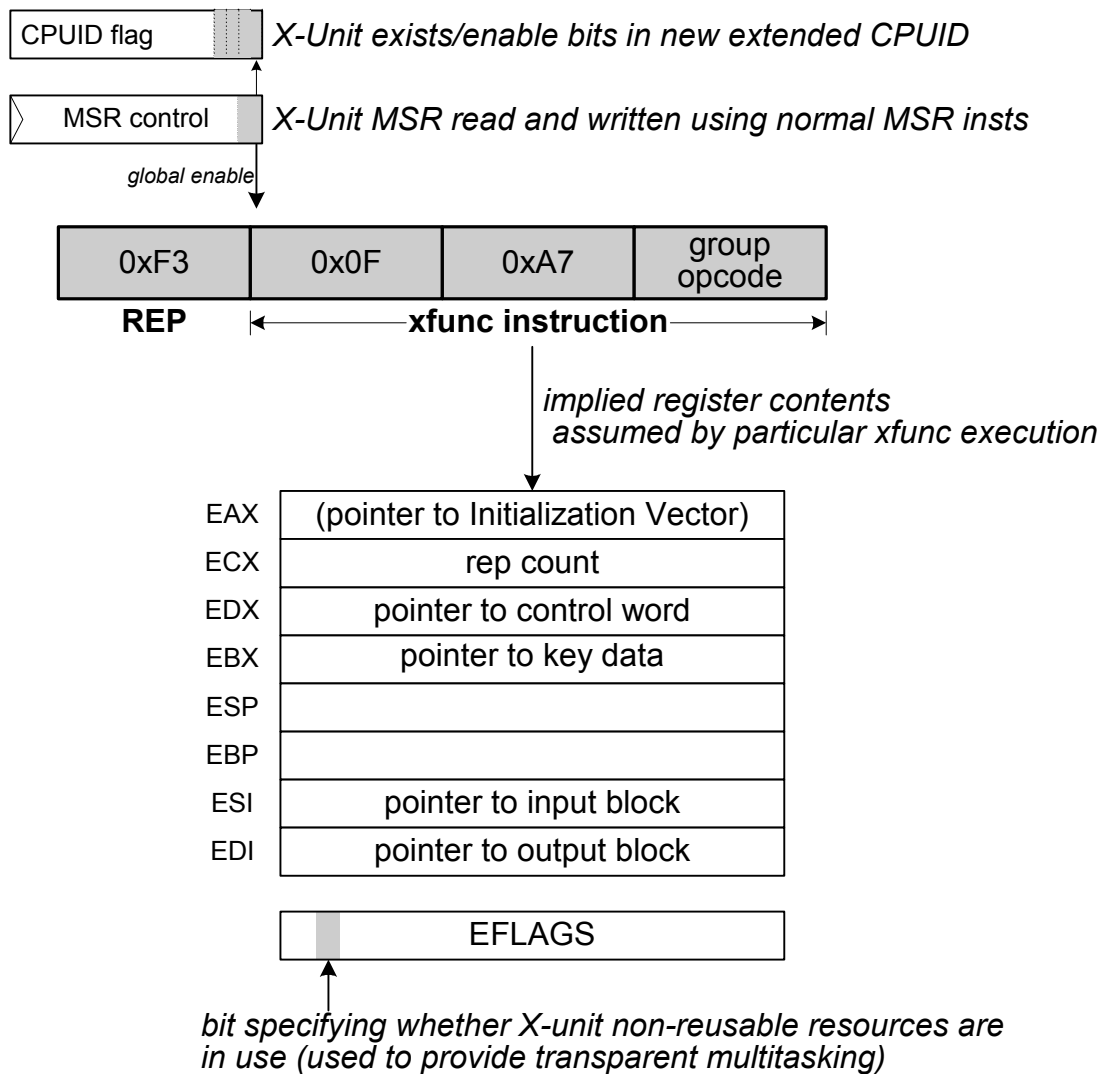 CPUID flag X-Unit exists/enable bits in new extended CPUID
MSR control X-Unit MSR read and written using normal MSR insts
global enable
0xF3 0x0F 0xA7 group
opcode
REP xfunc instruction
implied register contents
assumed by particular xfunc execution
EAX (pointer to Initialization Vector)
ECX rep count
EDX pointer to control word
EBX pointer to key data
ESP
EBP
ESI pointer to input block
EDI pointer to output block
EFLAGS
bit specifying whether X-unit non-reusable resources are
in use (used to provide transparent multitasking)